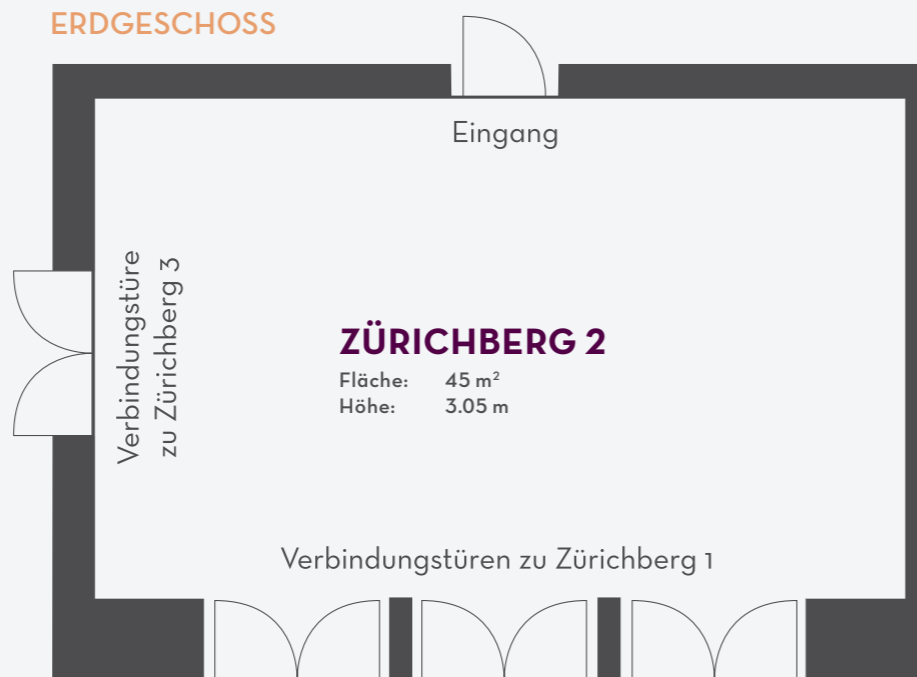 ERDGESCHOSS
Eingang
Verbindungstüre
zu Zürichberg 3
ZÜRICHBERG 2
Fläche: 45 m²
Höhe: 3.05 m
Verbindungstüren zu Zürichberg 1